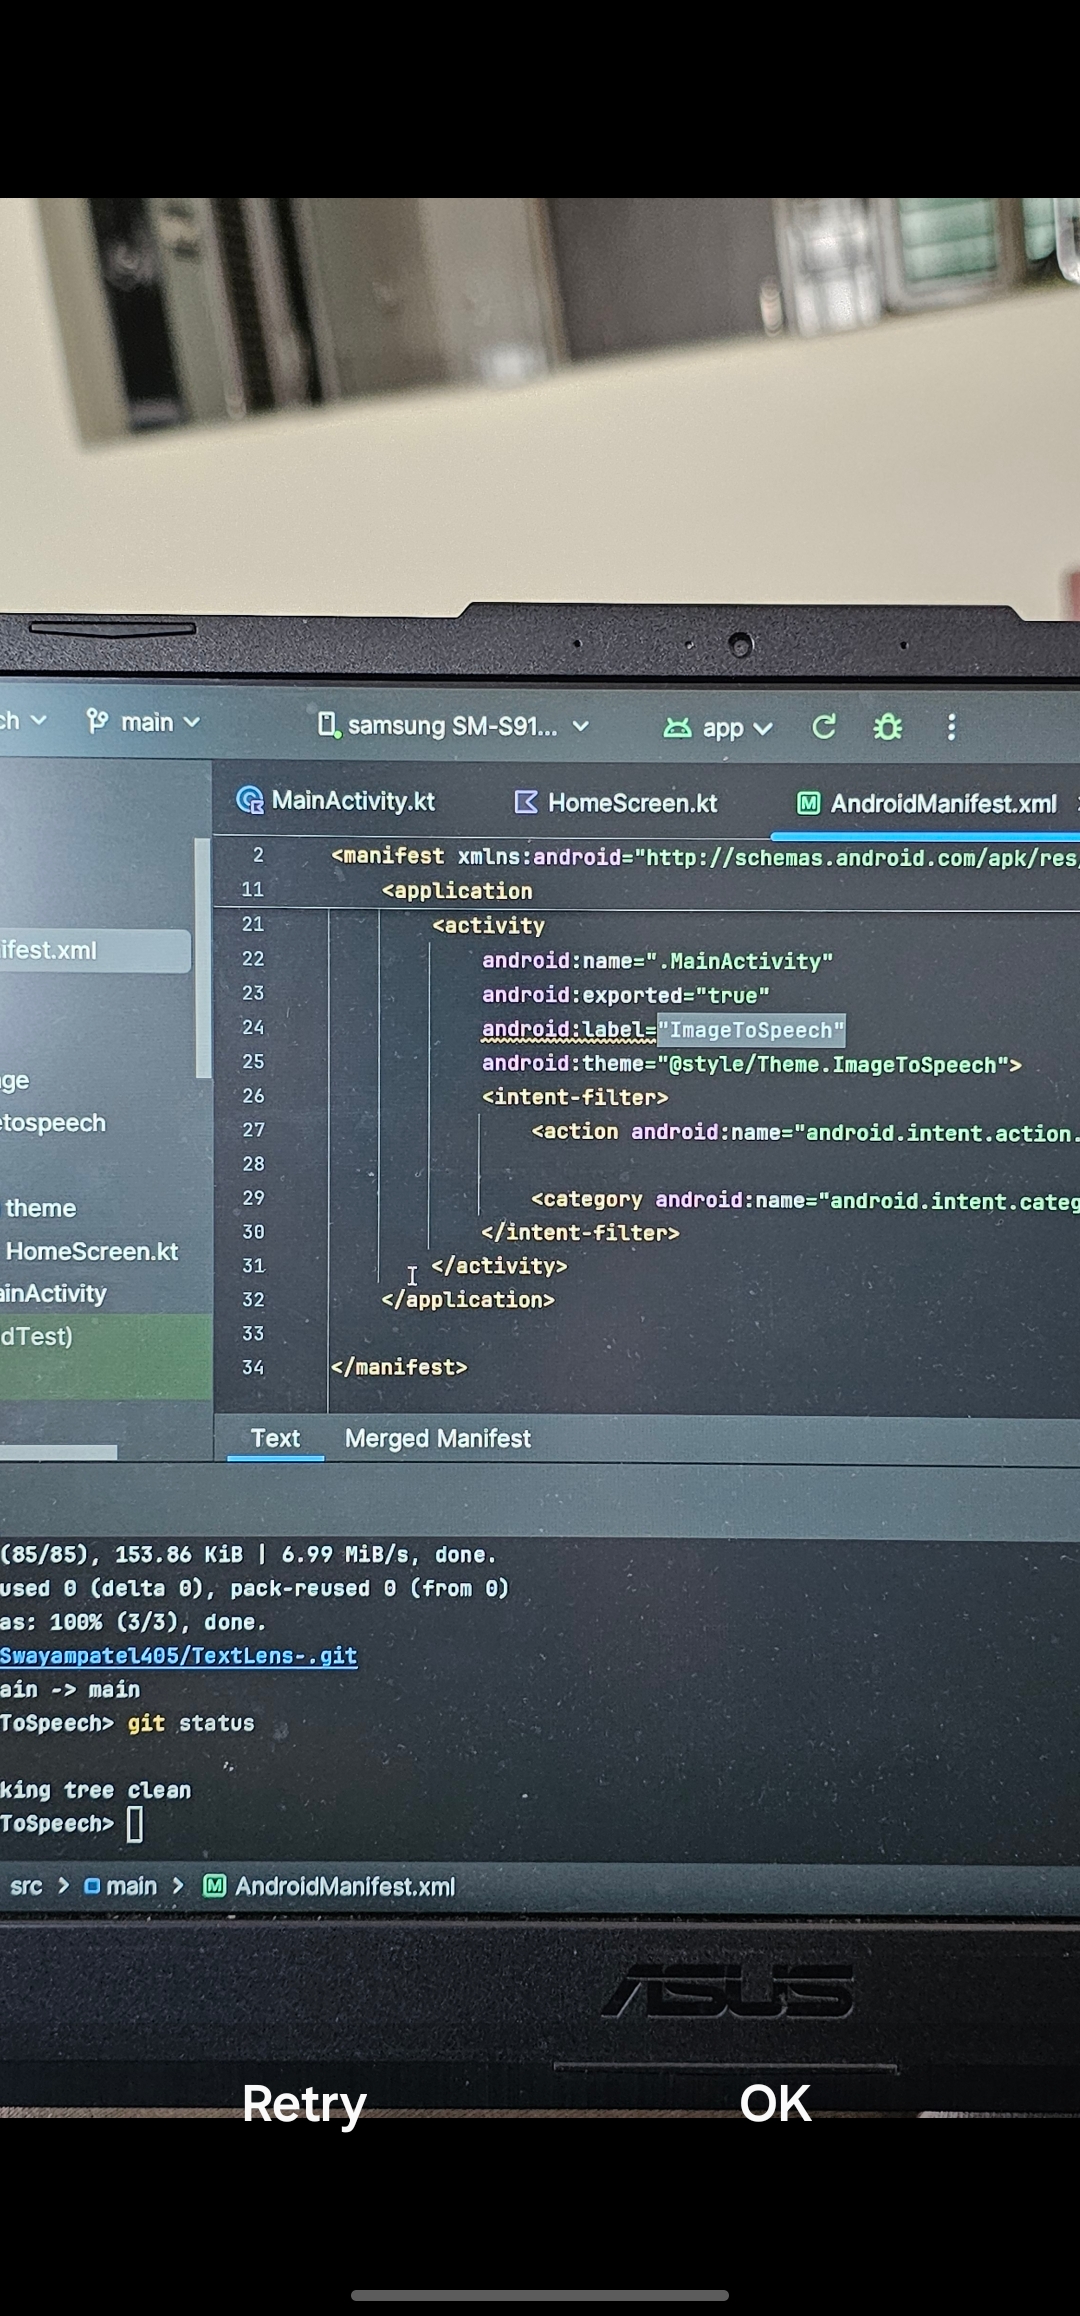 ch main samsung SM-S91... app
MainActivity.kt HomeScreen.kt AndroidManifest.xml
2 <manifest xmlns:android="http://schemas.android.com/apk/res/
11 <application
21 <activity
ifest.xml
22 android:name=".MainActivity"
23 android:exported="true"
24 android:label="ImageToSpeech"
25 android:theme="@style/Theme.ImageToSpeech">
ge
26 <intent-filter>
etospeech
27 <action android:name="android.intent.action.
28
theme
29 <category android:name="android.intent.categ
HomeScreen.kt
30 </intent-filter>
ainActivity
31 </activity>
32 </application>
dTest)
33
34 </manifest>
Text Merged Manifest
(85/85), 153.86 KiB | 6.99 MiB/s, done.
used 0 (delta 0), pack-reused 0 (from 0)
as: 100% (3/3), done.
Swayampatel405/TextLens-.git
ain -> main
ToSpeech> git status
king tree clean
ToSpeech>
src > main > AndroidManifest.xml
ASUS
Retry OK